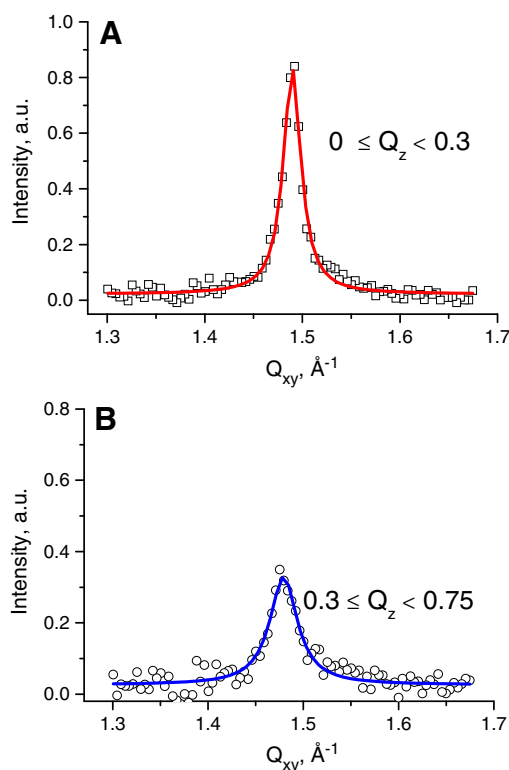 A
1.0
0.8
0.6
0.4
0.2
0.0
Intensity, a.u.
0 ≤ Q_z < 0.3
1.3 1.4 1.5 1.6 1.7
Q_xy, Å⁻¹
B
0.8
0.6
0.4
0.2
0.0
Intensity, a.u.
0.3 ≤ Q_z < 0.75
1.3 1.4 1.5 1.6 1.7
Q_xy, Å⁻¹